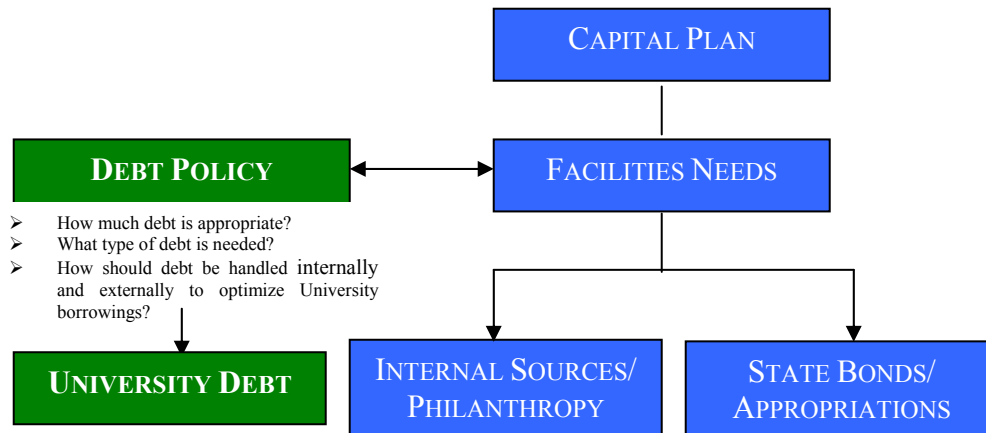 CAPITAL PLAN
DEBT POLICY
FACILITIES NEEDS
➢ How much debt is appropriate?
➢ What type of debt is needed?
➢ How should debt be handled internally
and externally to optimize University
borrowings?
UNIVERSITY DEBT
INTERNAL SOURCES/
PHILANTHROPY
STATE BONDS/
APPROPRIATIONS